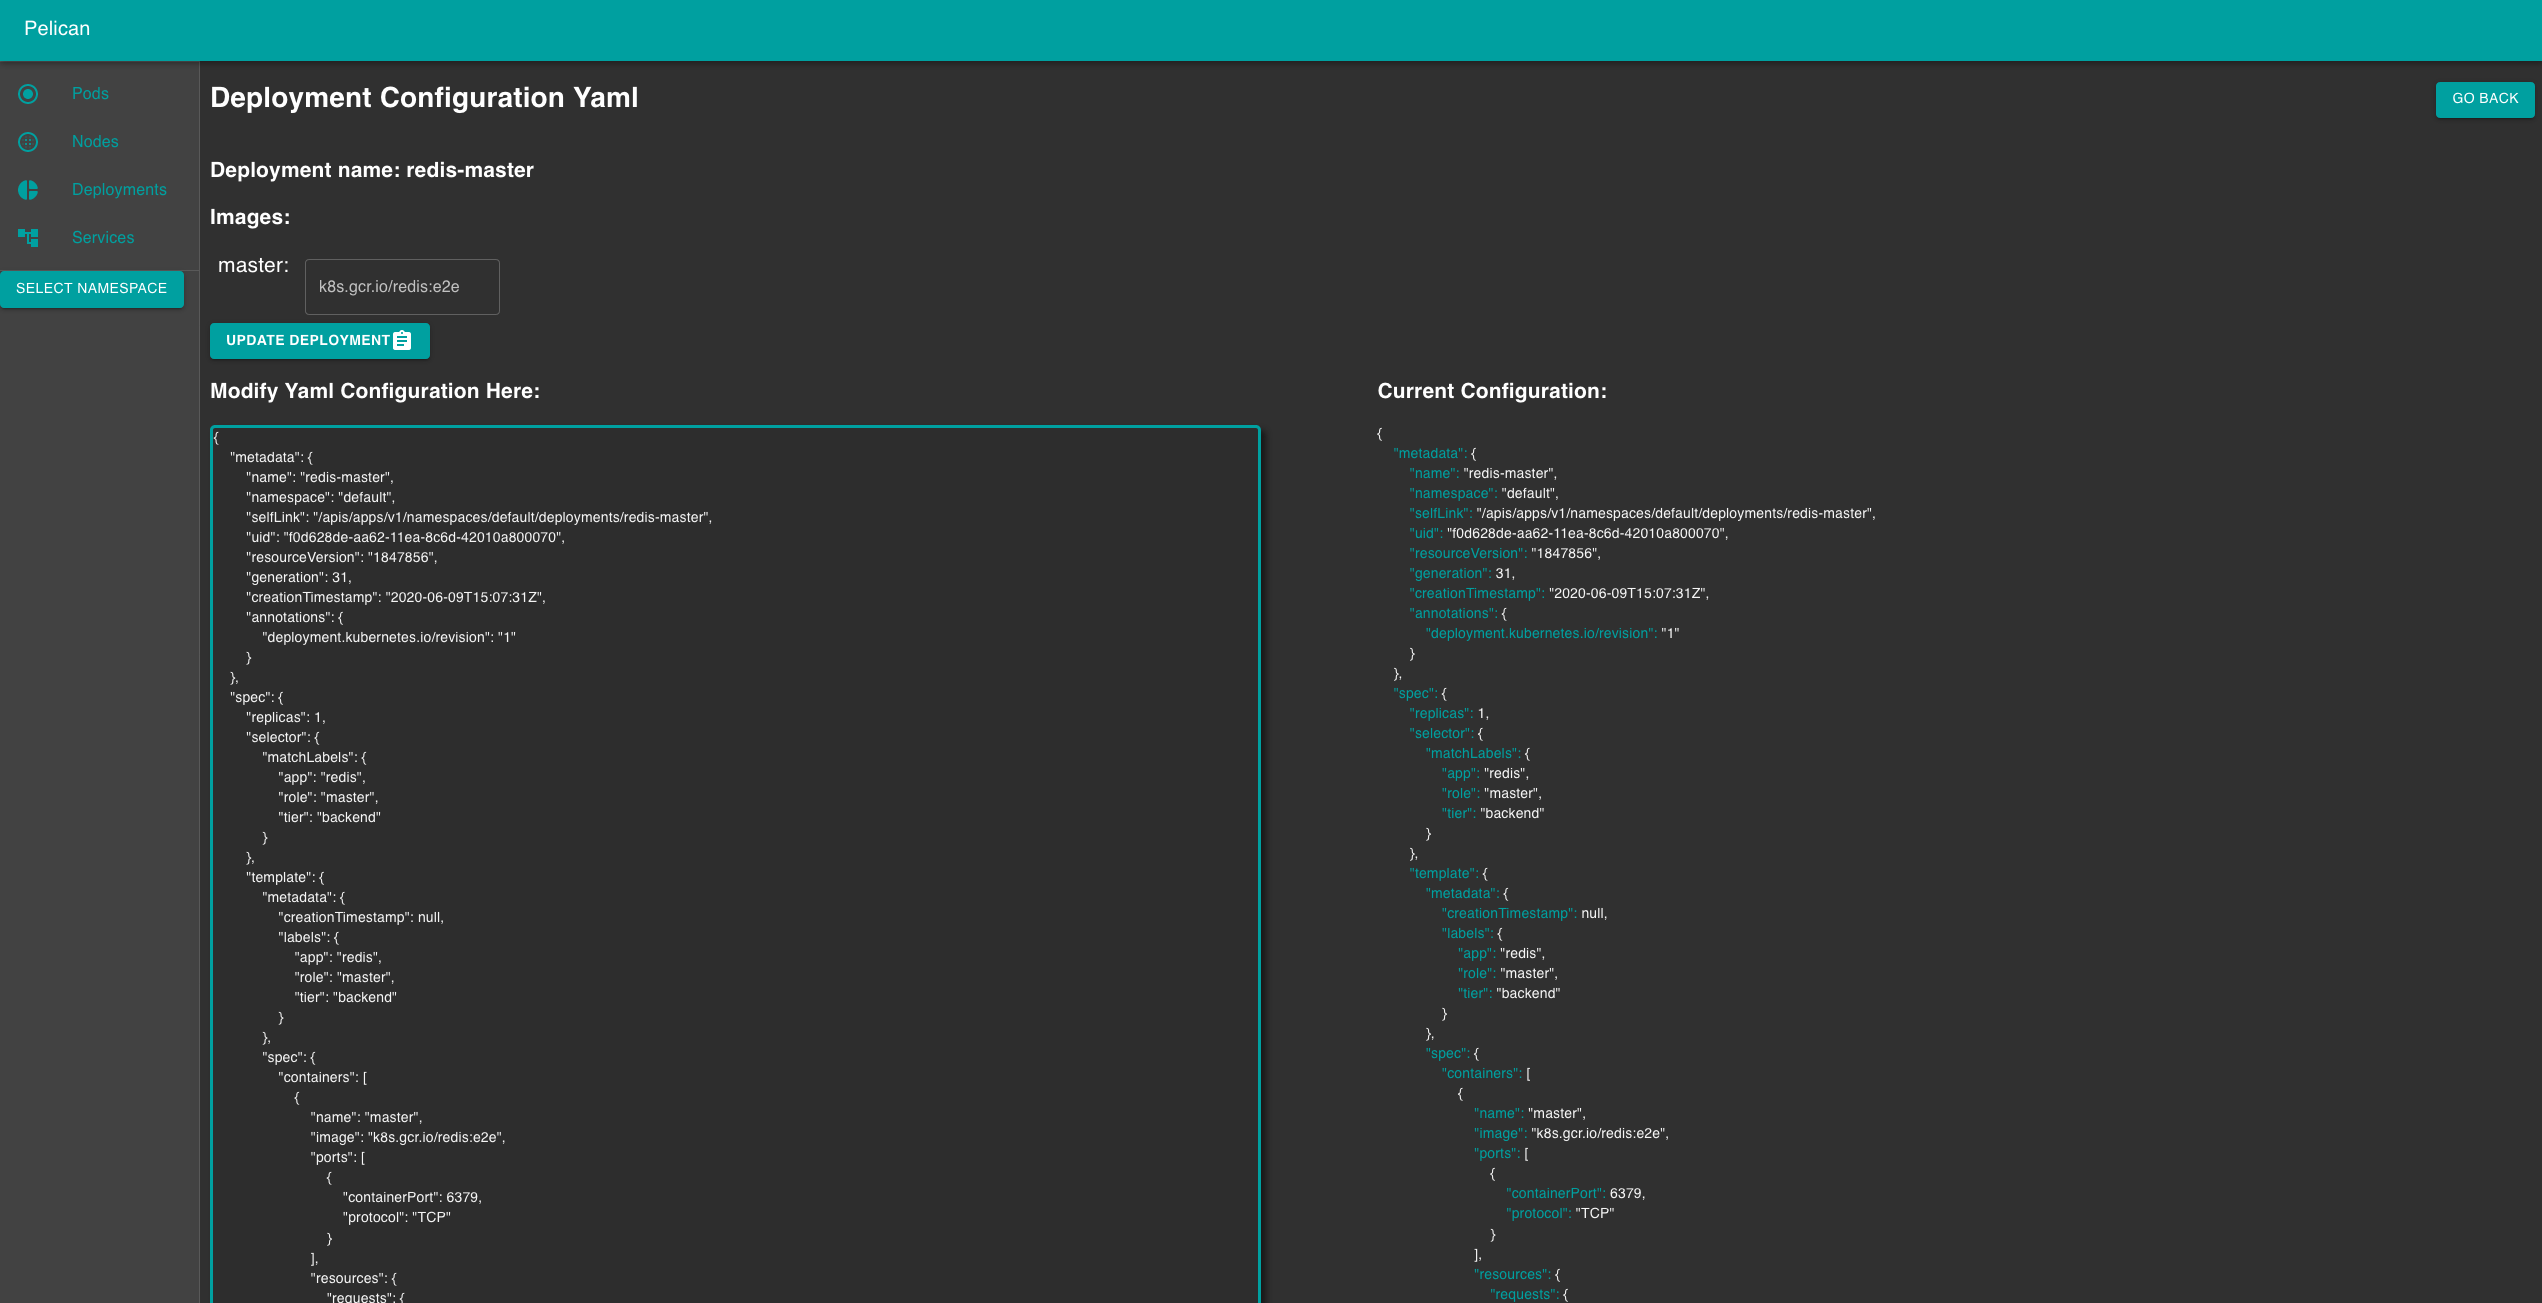 Pelican
Pods
Nodes
Deployments
Services
SELECT NAMESPACE
Deployment Configuration Yaml
GO BACK
Deployment name: redis-master
Images:
master:
k8s.gcr.io/redis:e2e
UPDATE DEPLOYMENT
Modify Yaml Configuration Here:
{
"metadata": {
"name": "redis-master",
"namespace": "default",
"selfLink": "/apis/apps/v1/namespaces/default/deployments/redis-master",
"uid": "f0d628de-aa62-11ea-8c6d-42010a800070",
"resourceVersion": "1847856",
"generation": 31,
"creationTimestamp": "2020-06-09T15:07:31Z",
"annotations": {
"deployment.kubernetes.io/revision": "1"
}
},
"spec": {
"replicas": 1,
"selector": {
"matchLabels": {
"app": "redis",
"role": "master",
"tier": "backend"
}
},
"template": {
"metadata": {
"creationTimestamp": null,
"labels": {
"app": "redis",
"role": "master",
"tier": "backend"
}
},
"spec": {
"containers": [
{
"name": "master",
"image": "k8s.gcr.io/redis:e2e",
"ports": [
{
"containerPort": 6379,
"protocol": "TCP"
}
],
"resources": {
"requests": {
Current Configuration:
{
"metadata": {
"name": "redis-master",
"namespace": "default",
"selfLink": "/apis/apps/v1/namespaces/default/deployments/redis-master",
"uid": "f0d628de-aa62-11ea-8c6d-42010a800070",
"resourceVersion": "1847856",
"generation": 31,
"creationTimestamp": "2020-06-09T15:07:31Z",
"annotations": {
"deployment.kubernetes.io/revision": "1"
}
},
"spec": {
"replicas": 1,
"selector": {
"matchLabels": {
"app": "redis",
"role": "master",
"tier": "backend"
}
},
"template": {
"metadata": {
"creationTimestamp": null,
"labels": {
"app": "redis",
"role": "master",
"tier": "backend"
}
},
"spec": {
"containers": [
{
"name": "master",
"image": "k8s.gcr.io/redis:e2e",
"ports": [
{
"containerPort": 6379,
"protocol": "TCP"
}
],
"resources": {
"requests": {